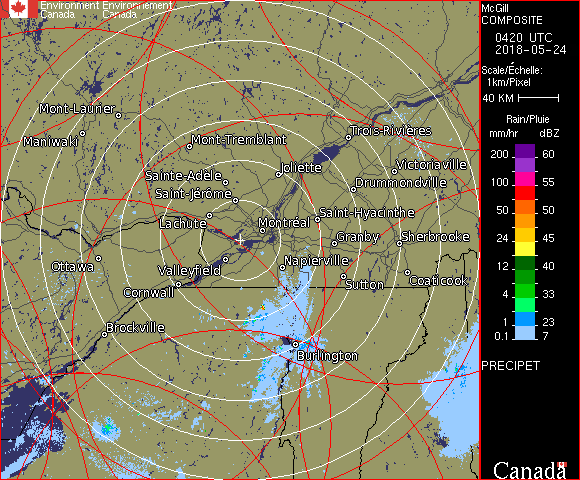 Environment Environnement
Canada Canada
Mont-Laurier
Maniwaki
Mont-Tremblant
Trois-Rivières
Sainte-Adèle
Joliette
Victoriaville
Saint-Jérôme
Drummondville
Lachute
Montréal
Saint-Hyacinthe
Granby
Sherbrooke
Ottawa
Valleyfield
Napierville
Cornwall
Sutton
Coaticook
Brockville
Burlington
McGill
COMPOSITE
0420 UTC
2018-05-24
Scale/Échelle:
1km/Pixel
40 KM
Rain/Pluie
mm/hr dBZ
200 60
57
100 55
50 50
24 45
12 40
4 33
1 23
0.1 7
PRECIPET
Canada